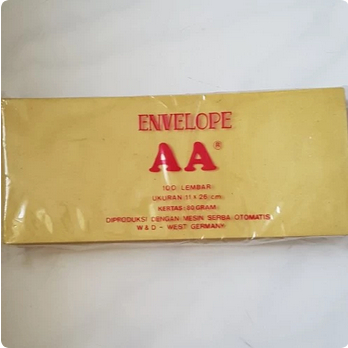 ENVELOPE
AA®
100 LEMBAR
UKURAN 11 x 26 cm
KERTAS: 80 GRAM
DIPRODUKSI DENGAN MESIN SERBA OTOMATIS
W & D - WEST GERMANY